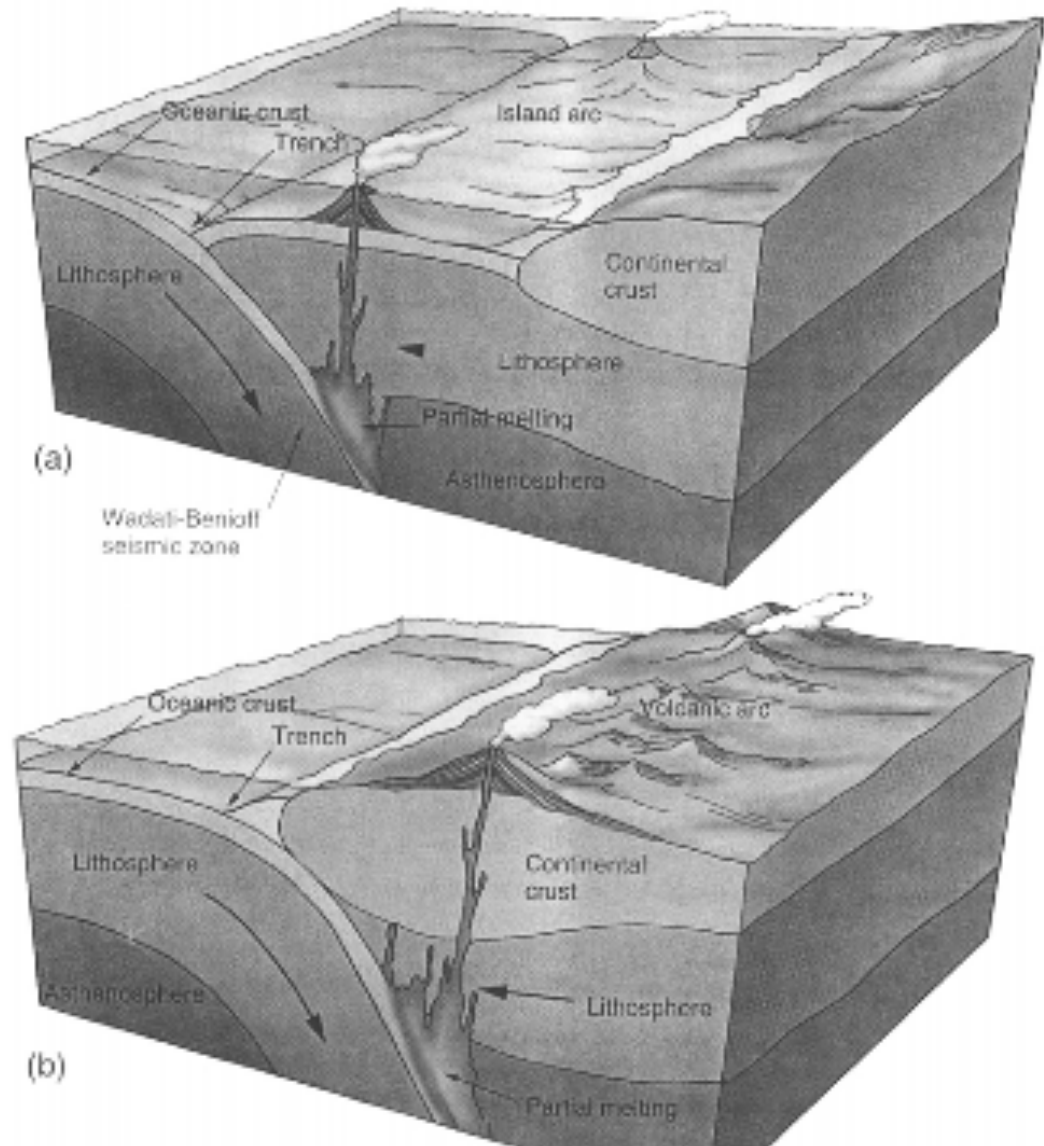 Oceanic crust
Trench
Island arc
Lithosphere
Continental
crust
Lithosphere
Partial melting
(a)
Asthenosphere
Wadati-Benioff
seismic zone
Oceanic crust
Volcanic arc
Trench
Lithosphere
Continental
crust
Asthenosphere
Lithosphere
(b)
Partial melting